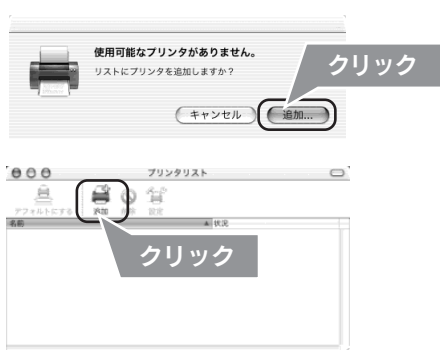 使用可能なプリンタがありません。
リストにプリンタを追加しますか？
クリック
キャンセル
追加...
プリンタリスト
デフォルトにする
追加
削除
設定
名前
状況
クリック